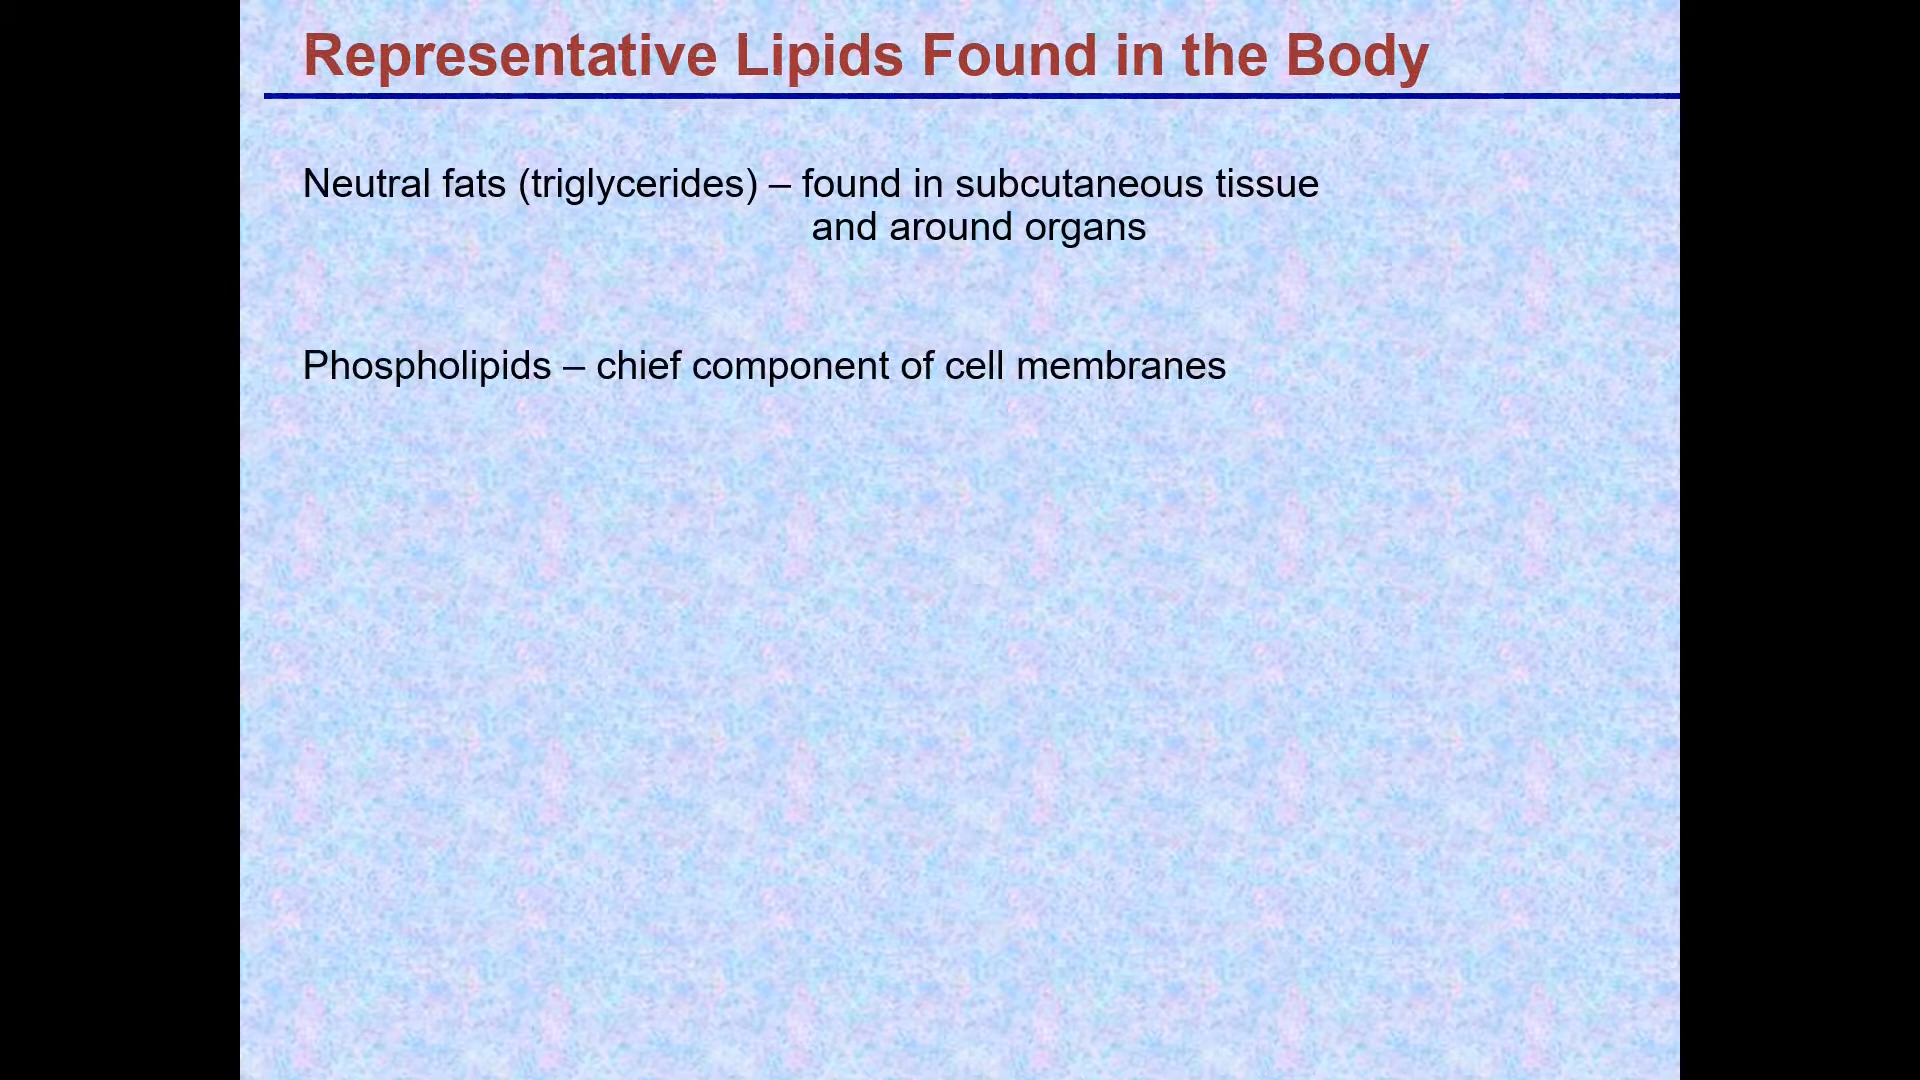 Representative Lipids Found in the Body
Neutral fats (triglycerides) – found in subcutaneous tissue
and around organs
Phospholipids – chief component of cell membranes